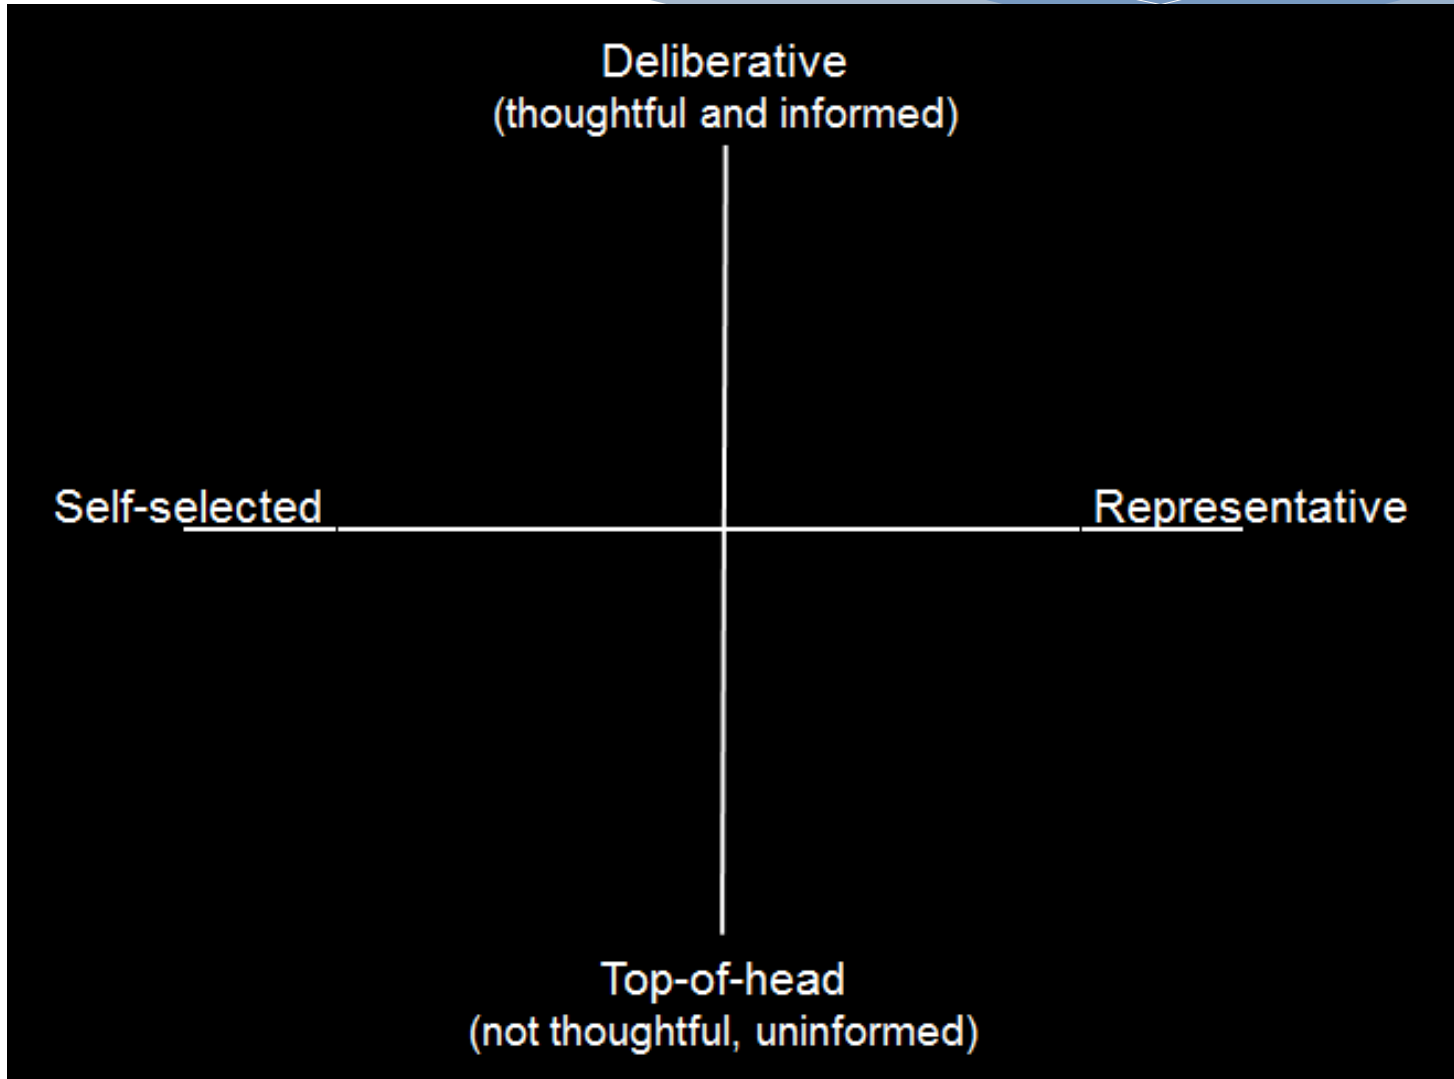 Deliberative
(thoughtful and informed)
Self-selected
Representative
Top-of-head
(not thoughtful, uninformed)